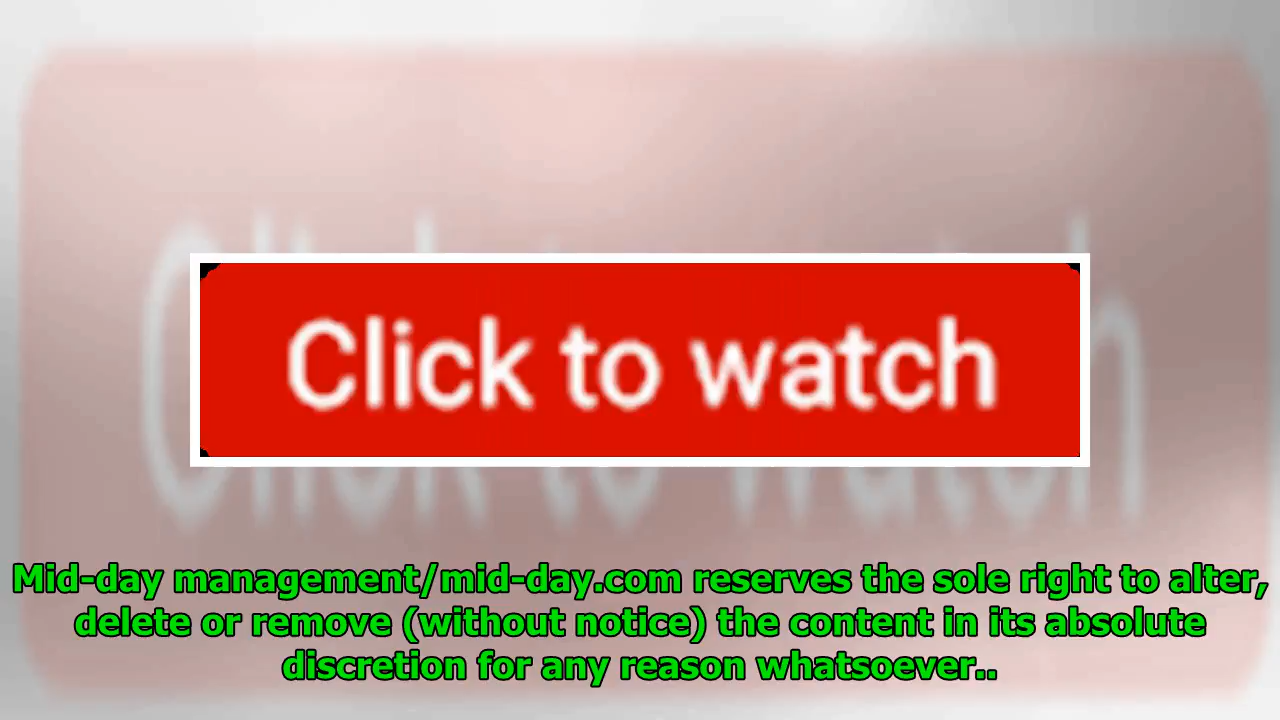 Click to watch
Mid-day management/mid-day.com reserves the sole right to alter,
delete or remove (without notice) the content in its absolute
discretion for any reason whatsoever..